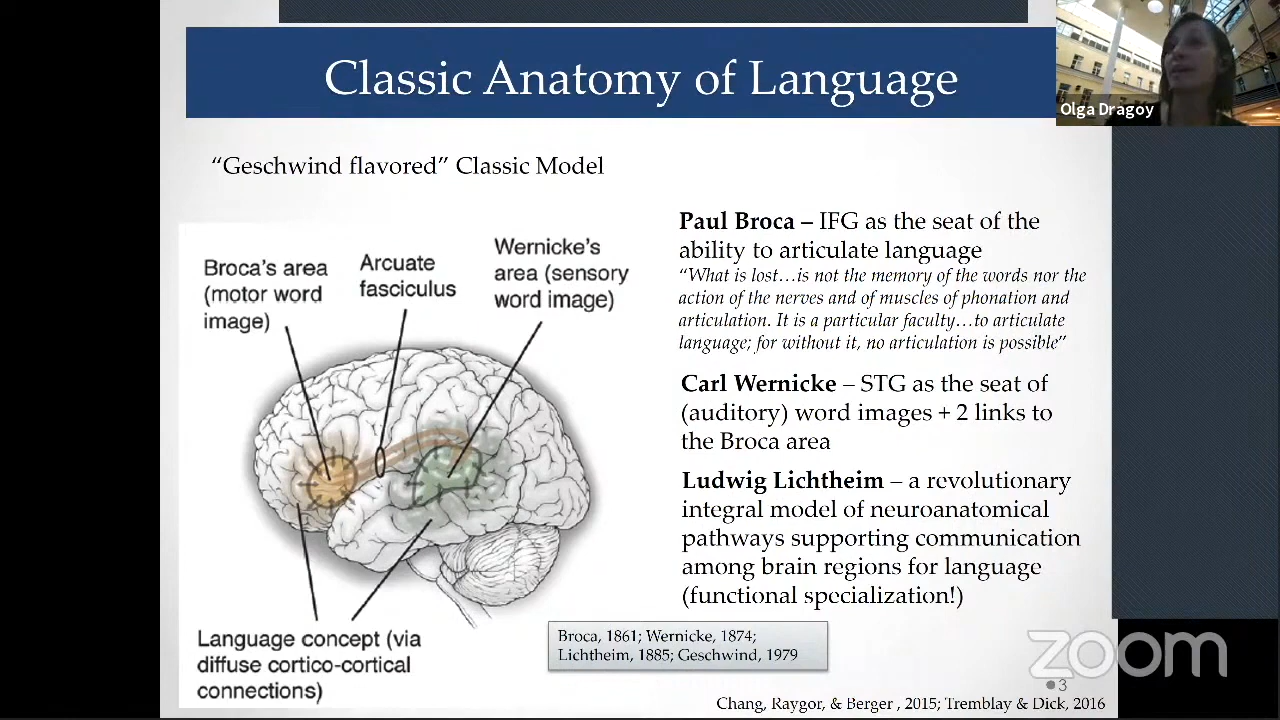 Classic Anatomy of Language
Olga Dragoy
“Geschwind flavored” Classic Model
Broca's area
(motor word
image)
Arcuate
fasciculus
Wernicke's
area (sensory
word image)
Language concept (via
diffuse cortico-cortical
connections)
Paul Broca – IFG as the seat of the
ability to articulate language
“What is lost…is not the memory of the words nor the
action of the nerves and of muscles of phonation and
articulation. It is a particular faculty…to articulate
language; for without it, no articulation is possible”
Carl Wernicke – STG as the seat of
(auditory) word images + 2 links to
the Broca area
Ludwig Lichtheim – a revolutionary
integral model of neuroanatomical
pathways supporting communication
among brain regions for language
(functional specialization!)
Broca, 1861; Wernicke, 1874;
Lichtheim, 1885; Geschwind, 1979
zoom
3
Chang, Raygor, & Berger , 2015; Tremblay & Dick, 2016